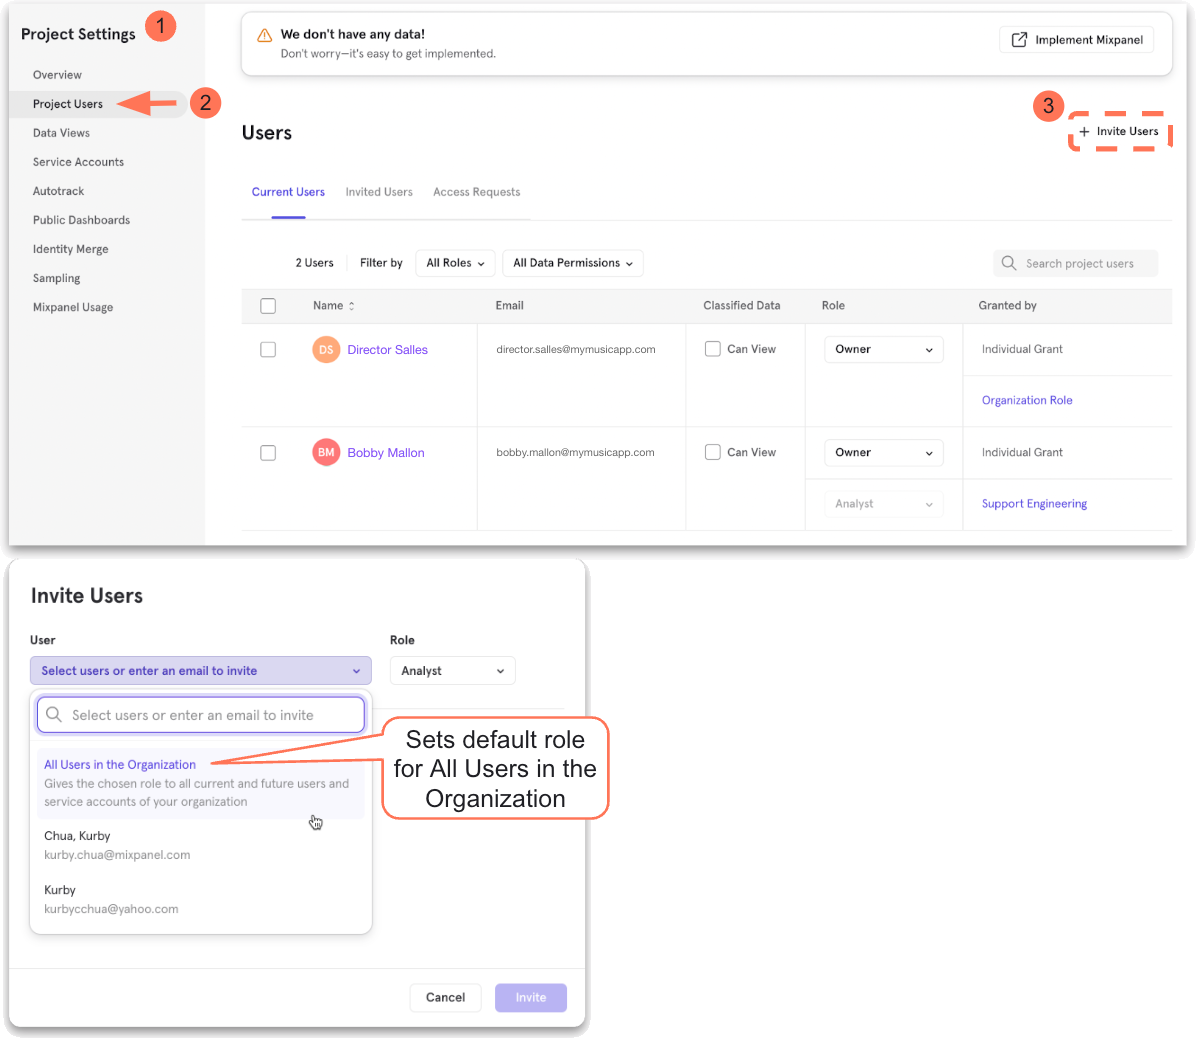 Project Settings
1
Overview
Project Users
2
Data Views
Service Accounts
Autotrack
Public Dashboards
Identity Merge
Sampling
Mixpanel Usage
We don't have any data!
Don't worry—it's easy to get implemented.
Implement Mixpanel
Users
3
+ Invite Users
Current Users Invited Users Access Requests
2 Users Filter by All Roles All Data Permissions Search project users
Name Email Classified Data Role Granted by
DS Director Salles director.salles@mymusicapp.com Can View Owner Individual Grant
Organization Role
BM Bobby Mallon bobby.mallon@mymusicapp.com Can View Owner Individual Grant
Analyst Support Engineering
Invite Users
User Role
Select users or enter an email to invite Analyst
Select users or enter an email to invite
All Users in the Organization
Gives the chosen role to all current and future users and
service accounts of your organization
Chua, Kurby
kurby.chua@mixpanel.com
Kurby
kurbycchua@yahoo.com
Sets default role
for All Users in the
Organization
Cancel Invite